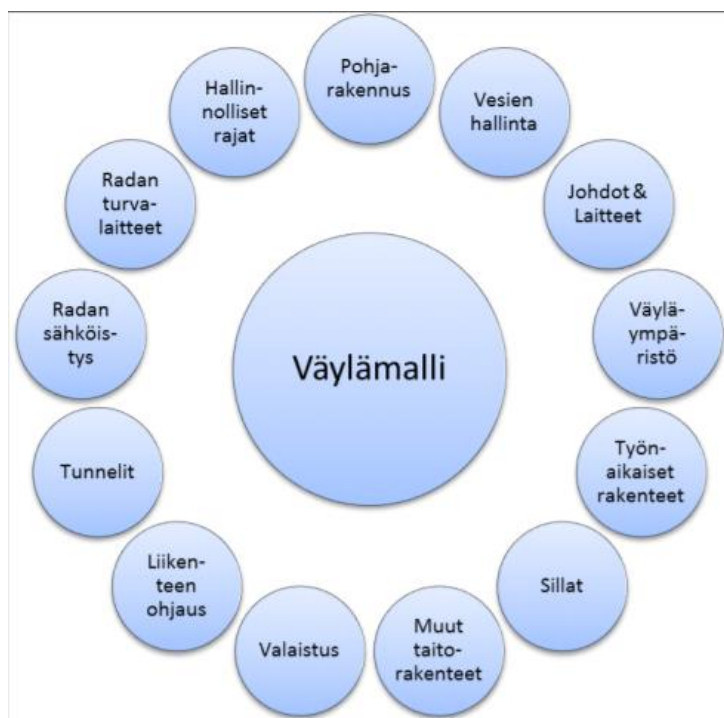 Pohja-
rakennus
Vesien
hallinta
Johdot &
Laitteet
Väylä-
ympä-
ristö
Työn-
aikaiset
rakenteet
Sillat
Muut
taito-
rakenteet
Valaistus
Liiken-
teen
ohjaus
Tunnelit
Radan
sähköis-
tys
Radan
turva-
laitteet
Hallin-
nolliset
rajat
Väylämalli